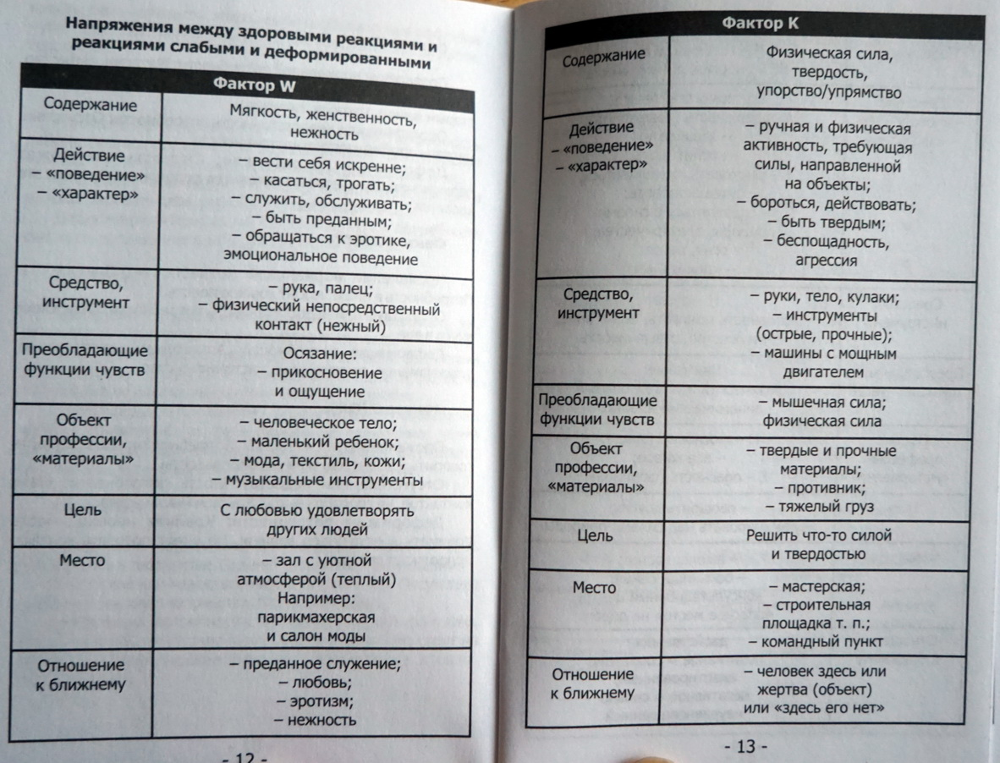 Напряжения между здоровыми реакциями и
реакциями слабыми и деформированными
Фактор W
Содержание
Мягкость, женственность,
нежность
Действие
– «поведение»
– «характер»
– вести себя искренне;
– касаться, трогать;
– служить, обслуживать;
– быть преданным;
– обращаться к эротике,
эмоциональное поведение
Средство,
инструмент
– рука, палец;
– физический непосредственный
контакт (нежный)
Преобладающие
функции чувств
Осязание:
– прикосновение
и ощущение
Объект
профессии,
«материалы»
– человеческое тело;
– маленький ребенок;
– мода, текстиль, кожи;
– музыкальные инструменты
Цель
С любовью удовлетворять
других людей
Место
– зал с уютной
атмосферой (теплый)
Например:
парикмахерская
и салон моды
Отношение
к ближнему
– преданное служение;
– любовь;
– эротизм;
– нежность
- 12 -
Фактор K
Содержание
Физическая сила,
твердость,
упорство/упрямство
Действие
– «поведение»
– «характер»
– ручная и физическая
активность, требующая
силы, направленной
на объекты;
– бороться, действовать;
– быть твердым;
– беспощадность,
агрессия
Средство,
инструмент
– руки, тело, кулаки;
– инструменты
(острые, прочные);
– машины с мощным
двигателем
Преобладающие
функции чувств
– мышечная сила;
физическая сила
Объект
профессии,
«материалы»
– твердые и прочные
материалы;
– противник;
– тяжелый груз
Цель
Решить что-то силой
и твердостью
Место
– мастерская;
– строительная
площадка т. п.;
– командный пункт
Отношение
к ближнему
– человек здесь или
жертва (объект)
или «здесь его нет»
- 13 -